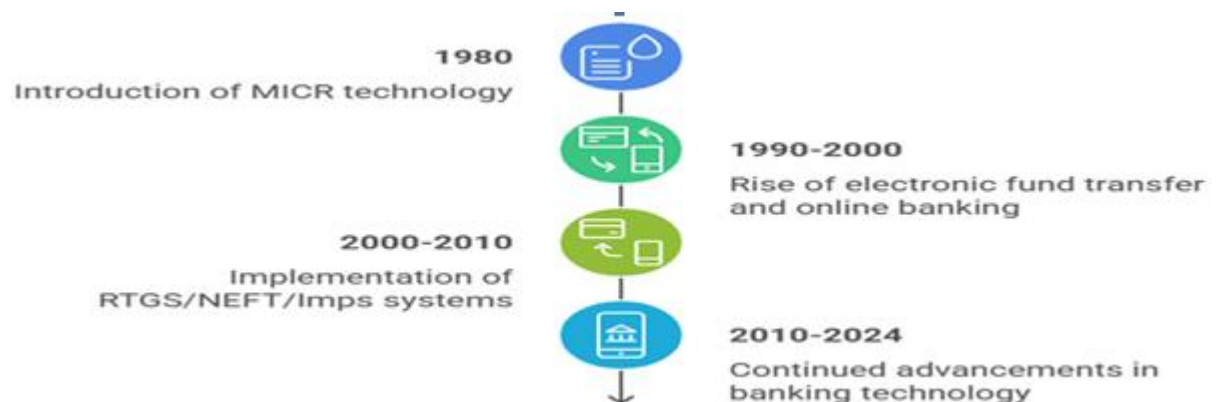 1980
Introduction of MICR technology
1990-2000
Rise of electronic fund transfer
and online banking
2000-2010
Implementation of
RTGS/NEFT/Imps systems
2010-2024
Continued advancements in
banking technology